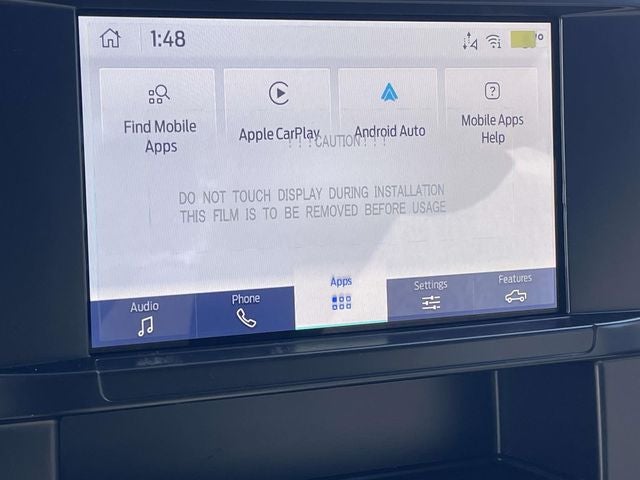 1:48
Find Mobile
Apps
Apple CarPlay
Android Auto
Mobile Apps
Help
!!!CAUTION!!!
DO NOT TOUCH DISPLAY DURING INSTALLATION
THIS FILM IS TO BE REMOVED BEFORE USAGE
Audio
Phone
Apps
Settings
Features